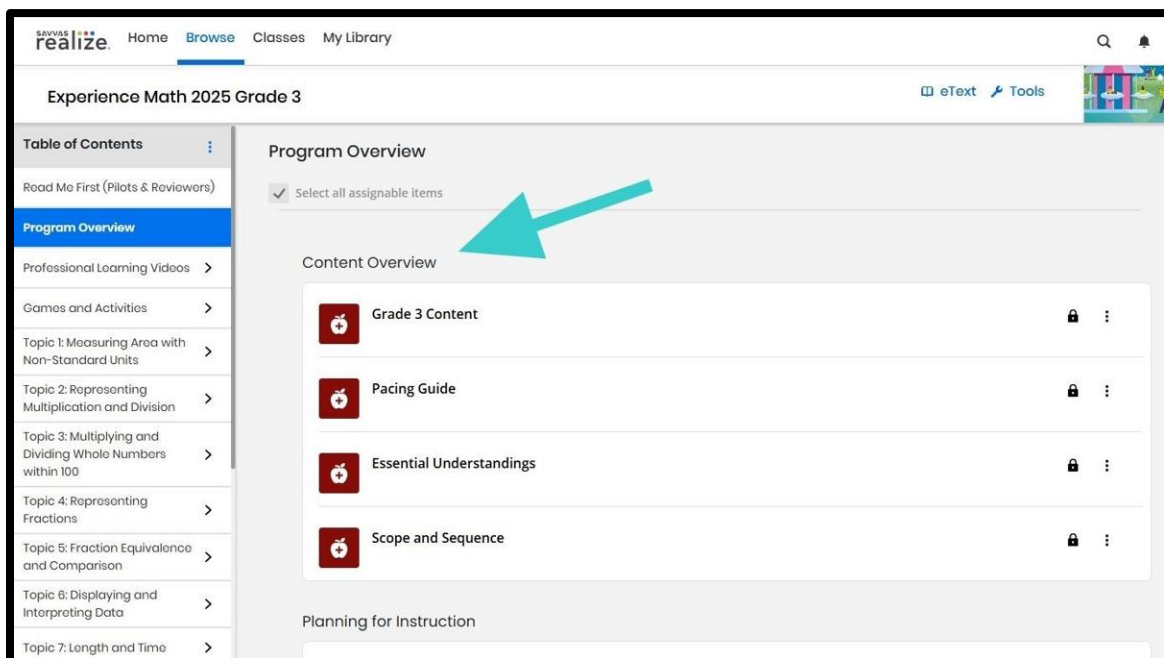 SAVVAS
realize.
Home Browse Classes My Library
Experience Math 2025 Grade 3
eText Tools
Table of Contents
Read Me First (Pilots & Reviewers)
Program Overview
Professional Learning Videos
Games and Activities
Topic 1: Measuring Area with
Non-Standard Units
Topic 2: Representing
Multiplication and Division
Topic 3: Multiplying and
Dividing Whole Numbers
within 100
Topic 4: Representing
Fractions
Topic 5: Fraction Equivalence
and Comparison
Topic 6: Displaying and
Interpreting Data
Topic 7: Length and Time
Program Overview
Select all assignable items
Content Overview
Grade 3 Content
Pacing Guide
Essential Understandings
Scope and Sequence
Planning for Instruction